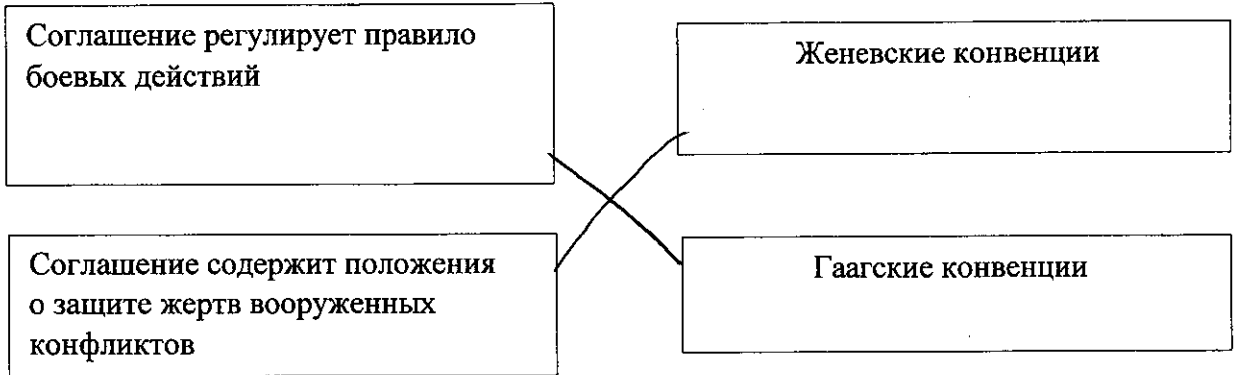 Соглашение регулирует правило
боевых действий
Женевские конвенции
Соглашение содержит положения
о защите жертв вооруженных
конфликтов
Гаагские конвенции